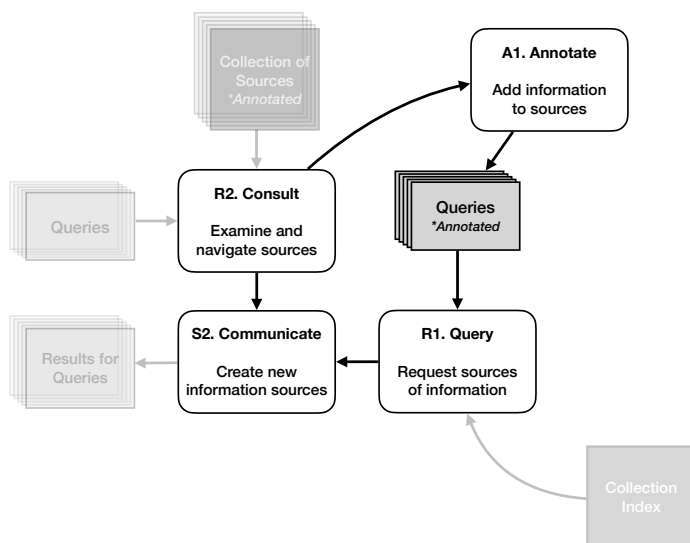 Collection of
Sources
*Annotated
A1. Annotate
Add information
to sources
R2. Consult
Examine and
navigate sources
Queries
Queries
*Annotated
S2. Communicate
Create new
information sources
R1. Query
Request sources
of information
Results for
Queries
Collection
Index